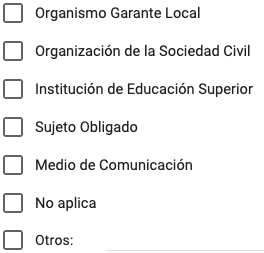 Organismo Garante Local
Organización de la Sociedad Civil
Institución de Educación Superior
Sujeto Obligado
Medio de Comunicación
No aplica
Otros: